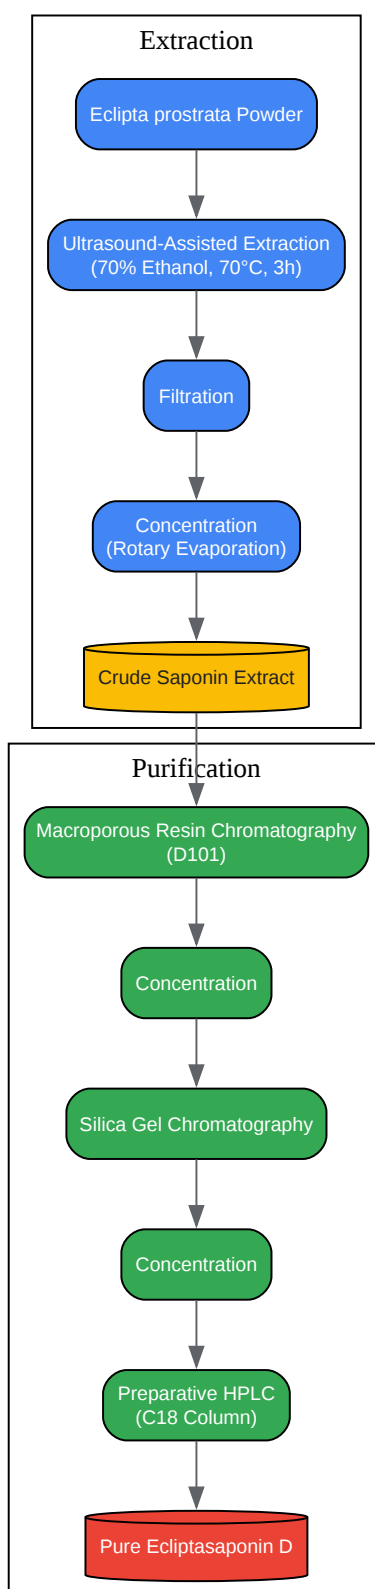 Extraction
Eclipta prostrata Powder
Ultrasound-Assisted Extraction
(70% Ethanol, 70°C, 3h)
Filtration
Concentration
(Rotary Evaporation)
Crude Saponin Extract
Purification
Macroporous Resin Chromatography
(D101)
Concentration
Silica Gel Chromatography
Concentration
Preparative HPLC
(C18 Column)
Pure Ecliptasaponin D